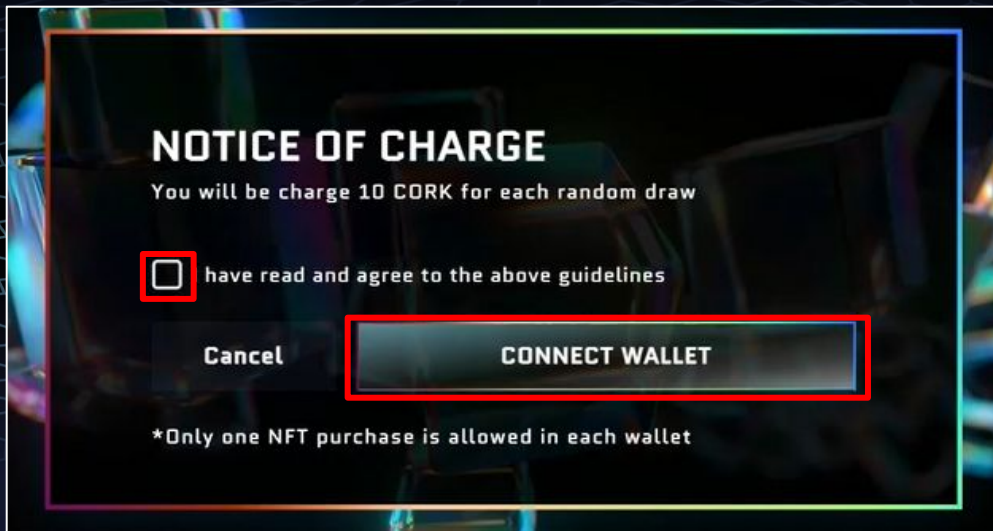 NOTICE OF CHARGE
You will be charge 10 CORK for each random draw
have read and agree to the above guidelines
Cancel
CONNECT WALLET
*Only one NFT purchase is allowed in each wallet